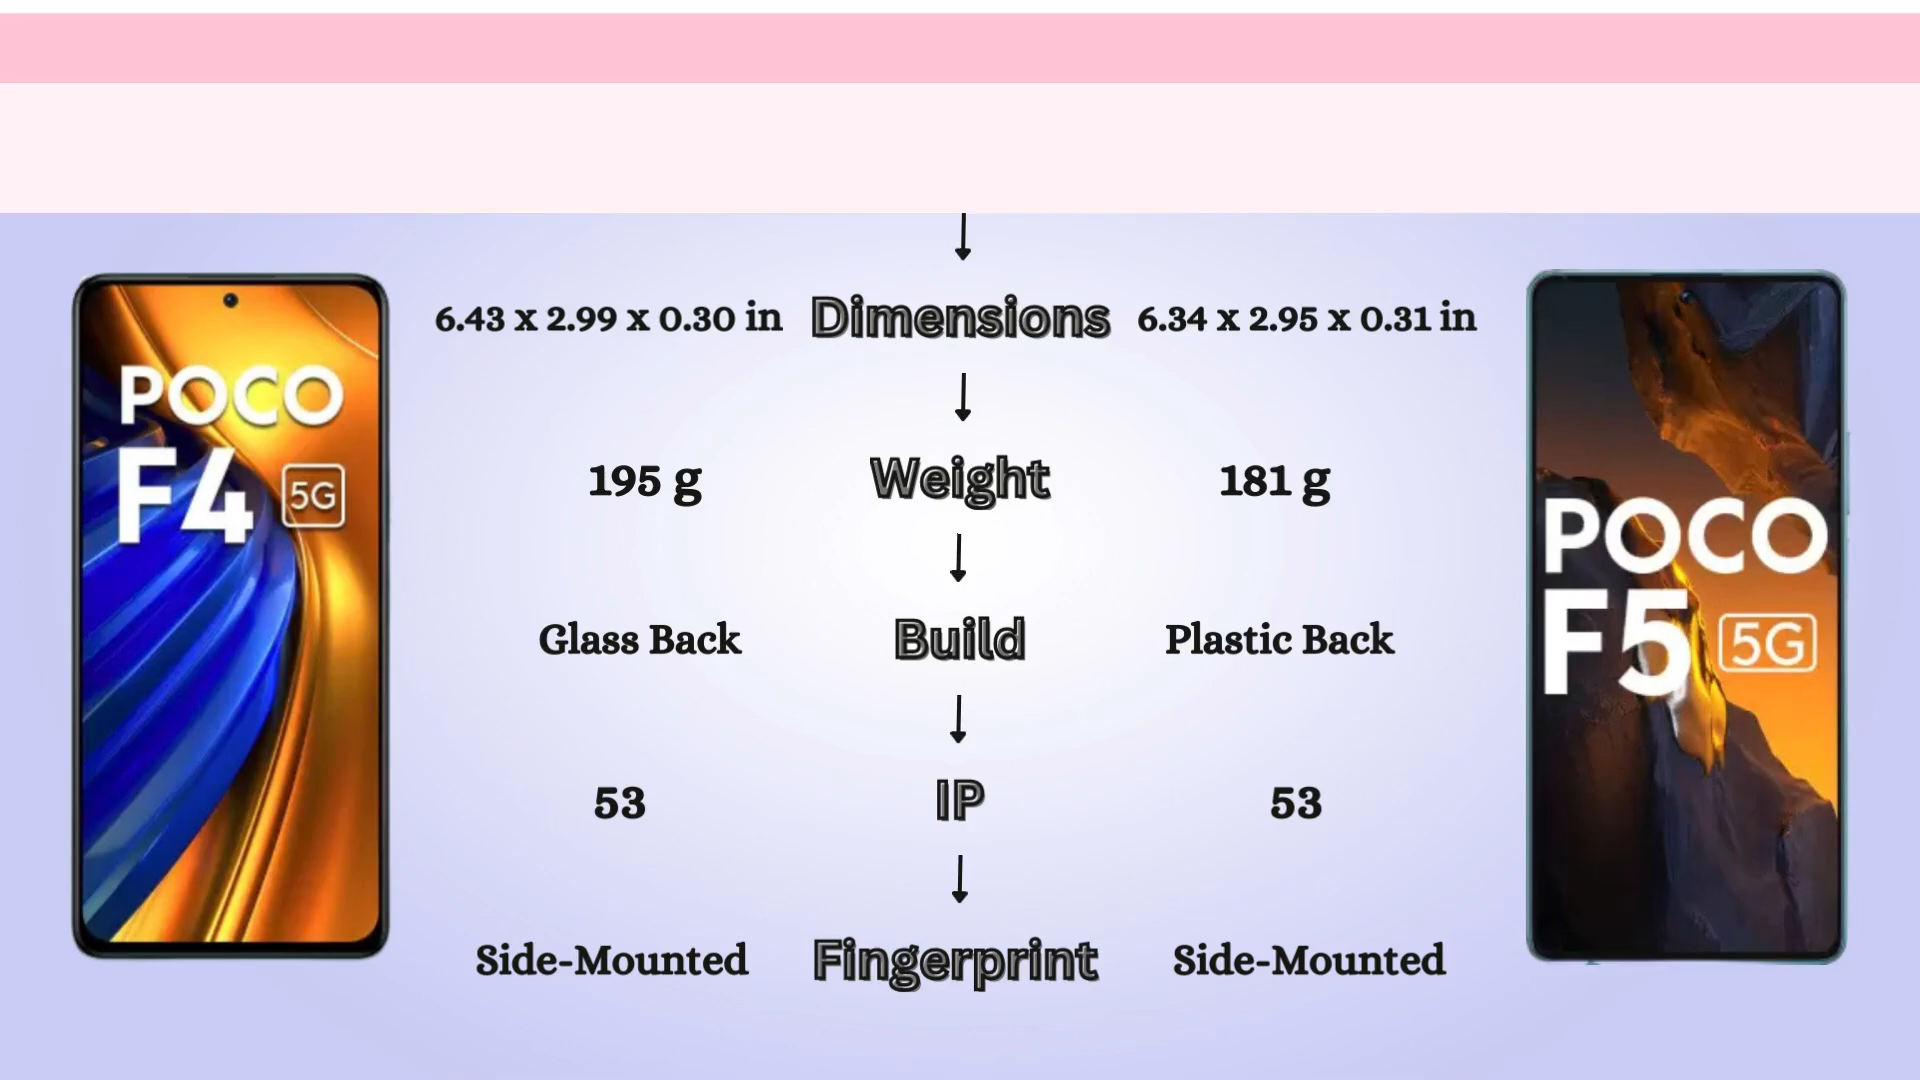 6.43 x 2.99 x 0.30 in Dimensions 6.34 x 2.95 x 0.31 in
POCO
F4 5G
195 g Weight 181 g
POCO
F5 5G
Glass Back Build Plastic Back
53 IP 53
Side-Mounted Fingerprint Side-Mounted